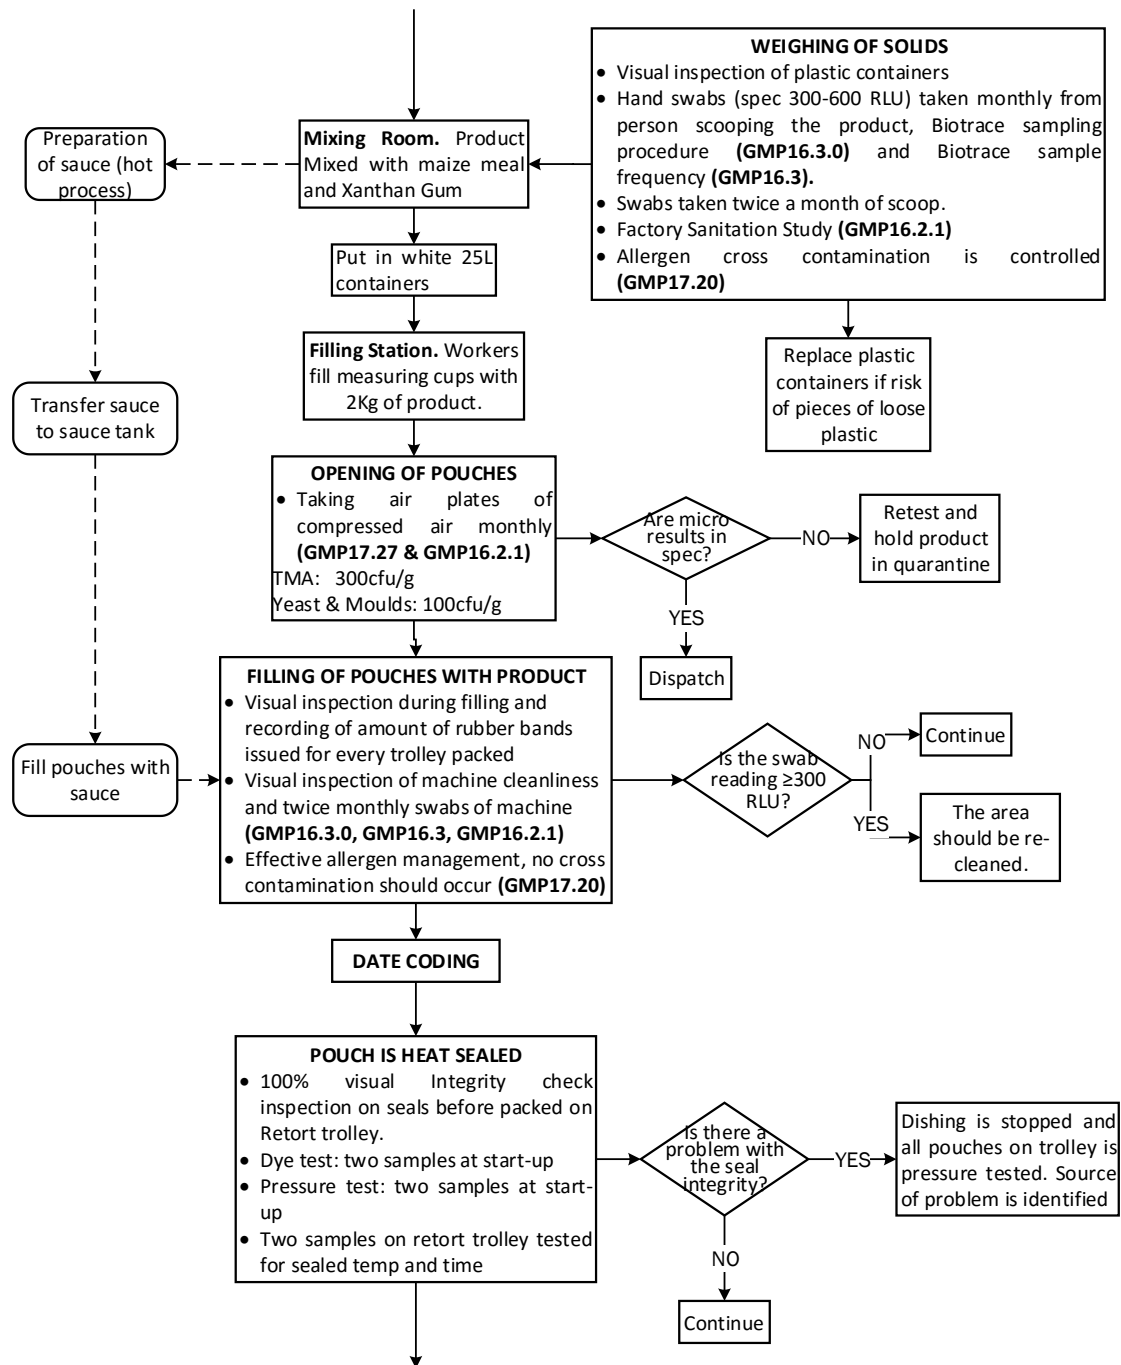 WEIGHING OF SOLIDS
• Visual inspection of plastic containers
• Hand swabs (spec 300-600 RLU) taken monthly from
person scooping the product, Biotrace sampling
procedure (GMP16.3.0) and Biotrace sample
frequency (GMP16.3).
• Swabs taken twice a month of scoop.
• Factory Sanitation Study (GMP16.2.1)
• Allergen cross contamination is controlled
(GMP17.20)
Preparation
of sauce (hot
process)
Mixing Room. Product
Mixed with maize meal
and Xanthan Gum
Put in white 25L
containers
Filling Station. Workers
fill measuring cups with
2Kg of product.
Replace plastic
containers if risk
of pieces of loose
plastic
Transfer sauce
to sauce tank
OPENING OF POUCHES
• Taking air plates of
compressed air monthly
(GMP17.27 & GMP16.2.1)
TMA: 300cfu/g
Yeast & Moulds: 100cfu/g
Are micro
results in
spec?
NO
Retest and
hold product
in quarantine
YES
Dispatch
FILLING OF POUCHES WITH PRODUCT
• Visual inspection during filling and
recording of amount of rubber bands
issued for every trolley packed
• Visual inspection of machine cleanliness
and twice monthly swabs of machine
(GMP16.3.0, GMP16.3, GMP16.2.1)
• Effective allergen management, no cross
contamination should occur (GMP17.20)
Fill pouches with
sauce
Is the swab
reading ≥300
RLU?
NO
Continue
YES
The area
should be re-
cleaned.
DATE CODING
POUCH IS HEAT SEALED
• 100% visual Integrity check
inspection on seals before packed on
Retort trolley.
• Dye test: two samples at start-up
• Pressure test: two samples at start-
up
• Two samples on retort trolley tested
for sealed temp and time
Is there a
problem with
the seal
integrity?
YES
Dishing is stopped and
all pouches on trolley is
pressure tested. Source
of problem is identified
NO
Continue